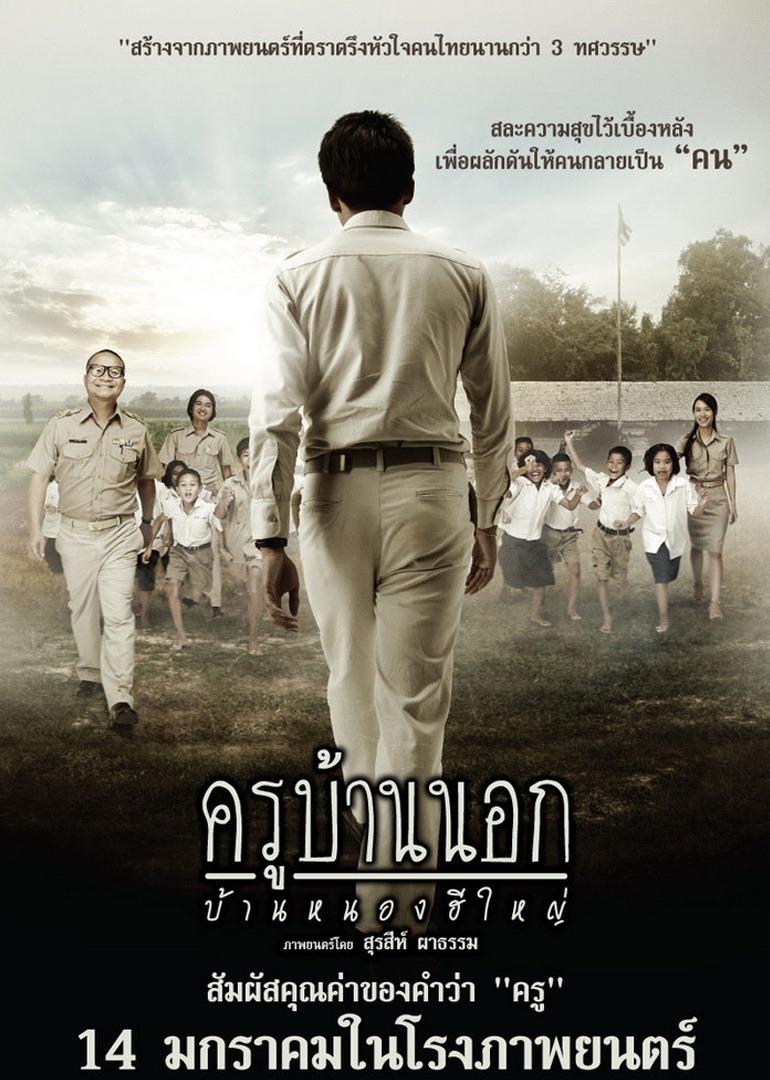 "สร้างจากภาพยนตร์ที่ตราตรึงหัวใจคนไทยนานกว่า 3 ทศวรรษ"
สละความสุขไว้เบื้องหลัง
เพื่อผลักดันให้คนกลายเป็น “คน”
ครูบ้านนอก
บ้านหนองฮีใหญ่
ภาพยนตร์โดย สุรสีห์ ผาธรรม
สัมผัสคุณค่าของคำว่า "ครู"
14 มกราคมในโรงภาพยนตร์